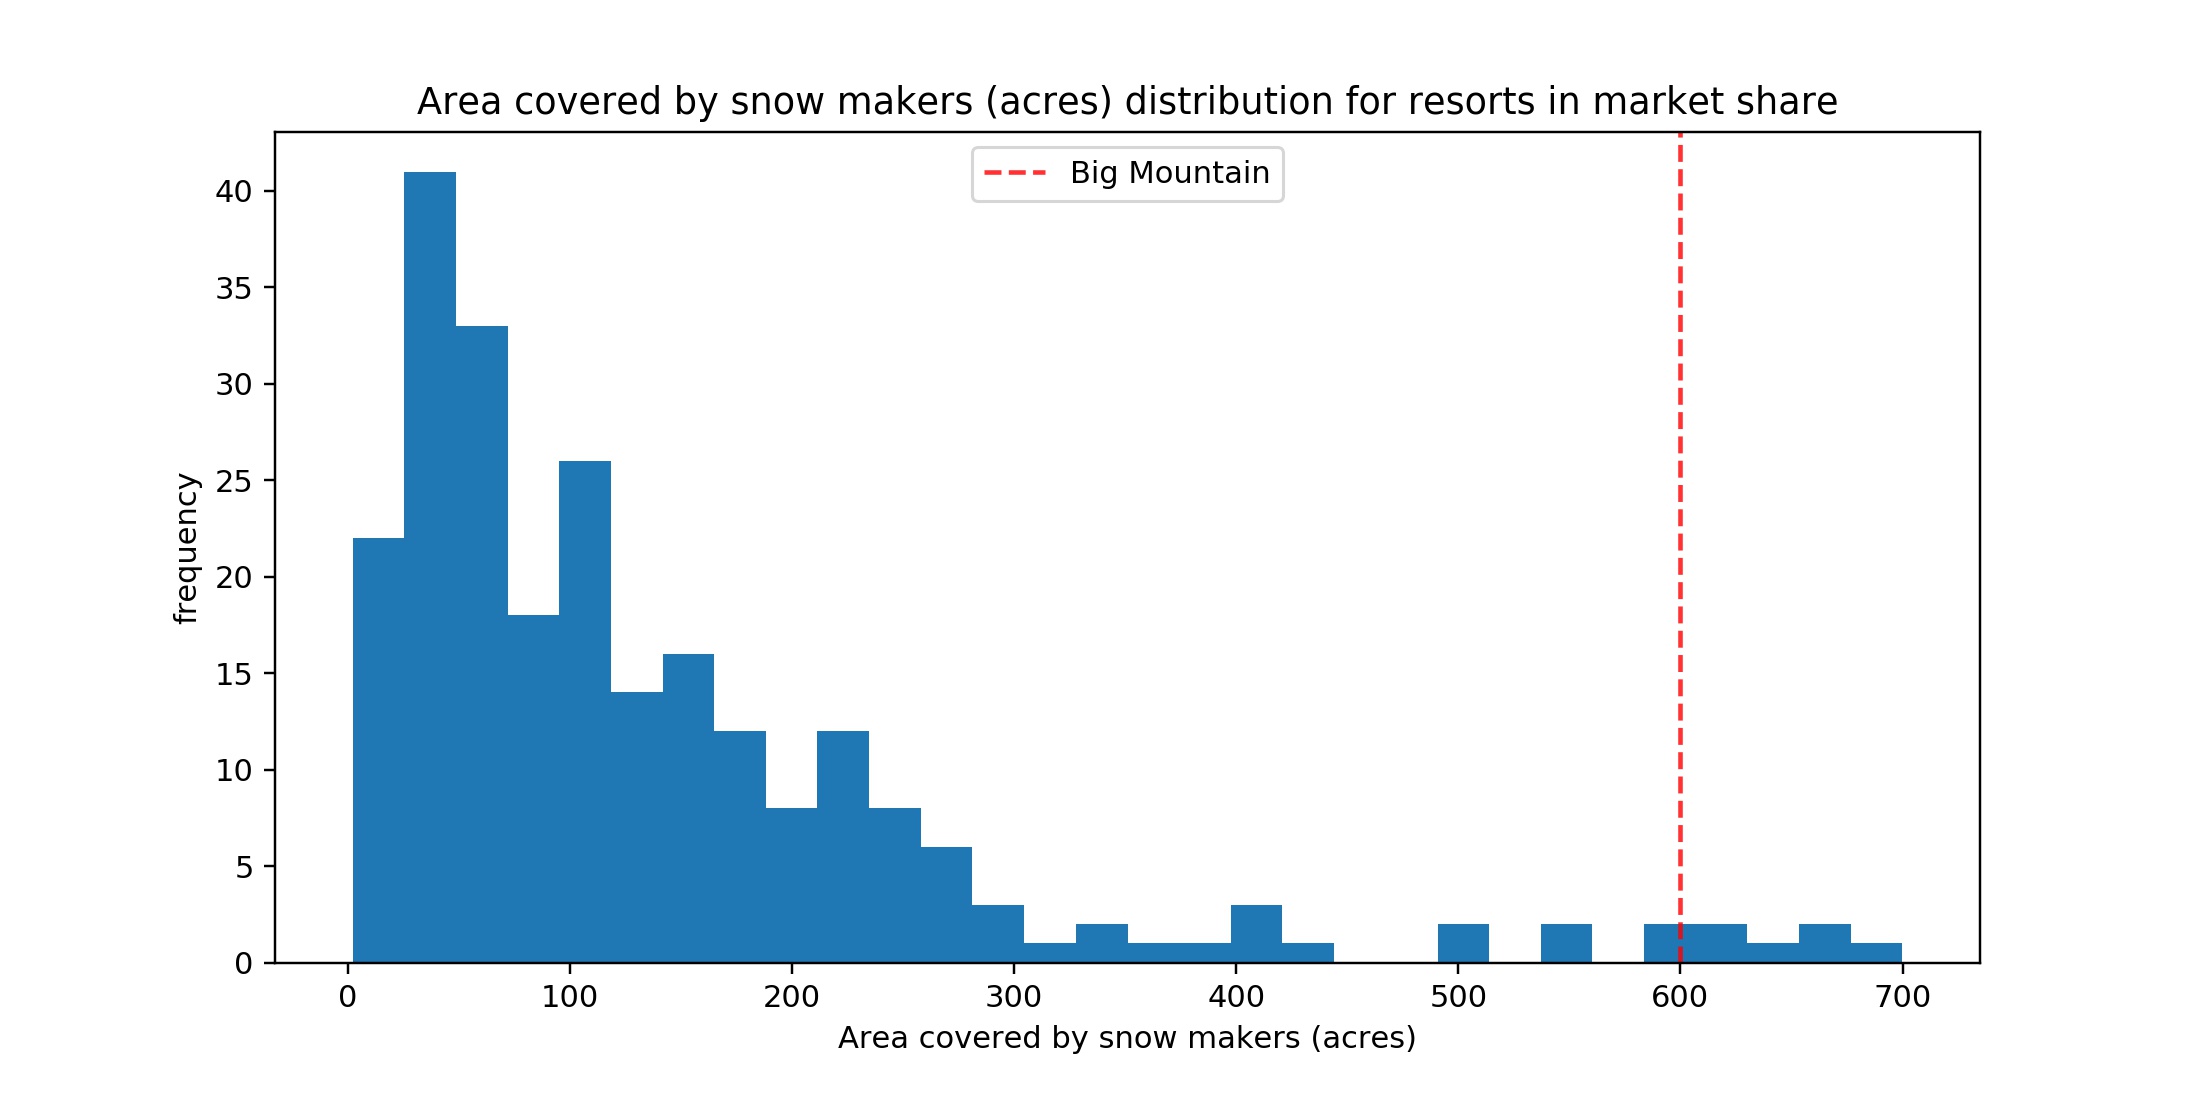 Area covered by snow makers (acres) distribution for resorts in market share
Big Mountain
40
35
30
25
20
15
10
5
0
frequency
0 100 200 300 400 500 600 700
Area covered by snow makers (acres)